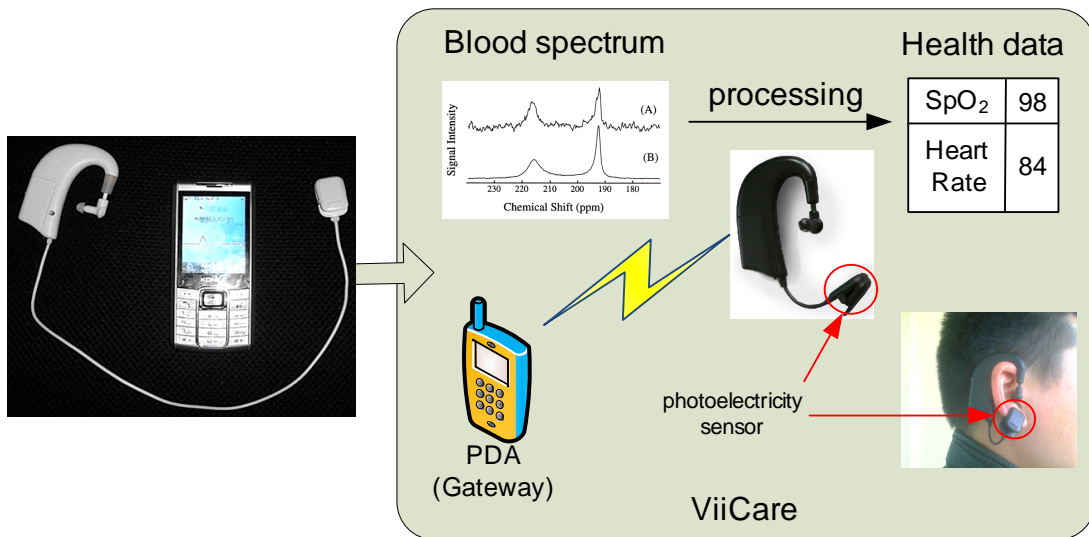 Blood spectrum
Health data
Signal Intensity
(A)
(B)
230
220
210
200
190
180
Chemical Shift (ppm)
processing
SpO₂ 98
Heart Rate 84
photoelectricity
sensor
PDA
(Gateway)
ViiCare